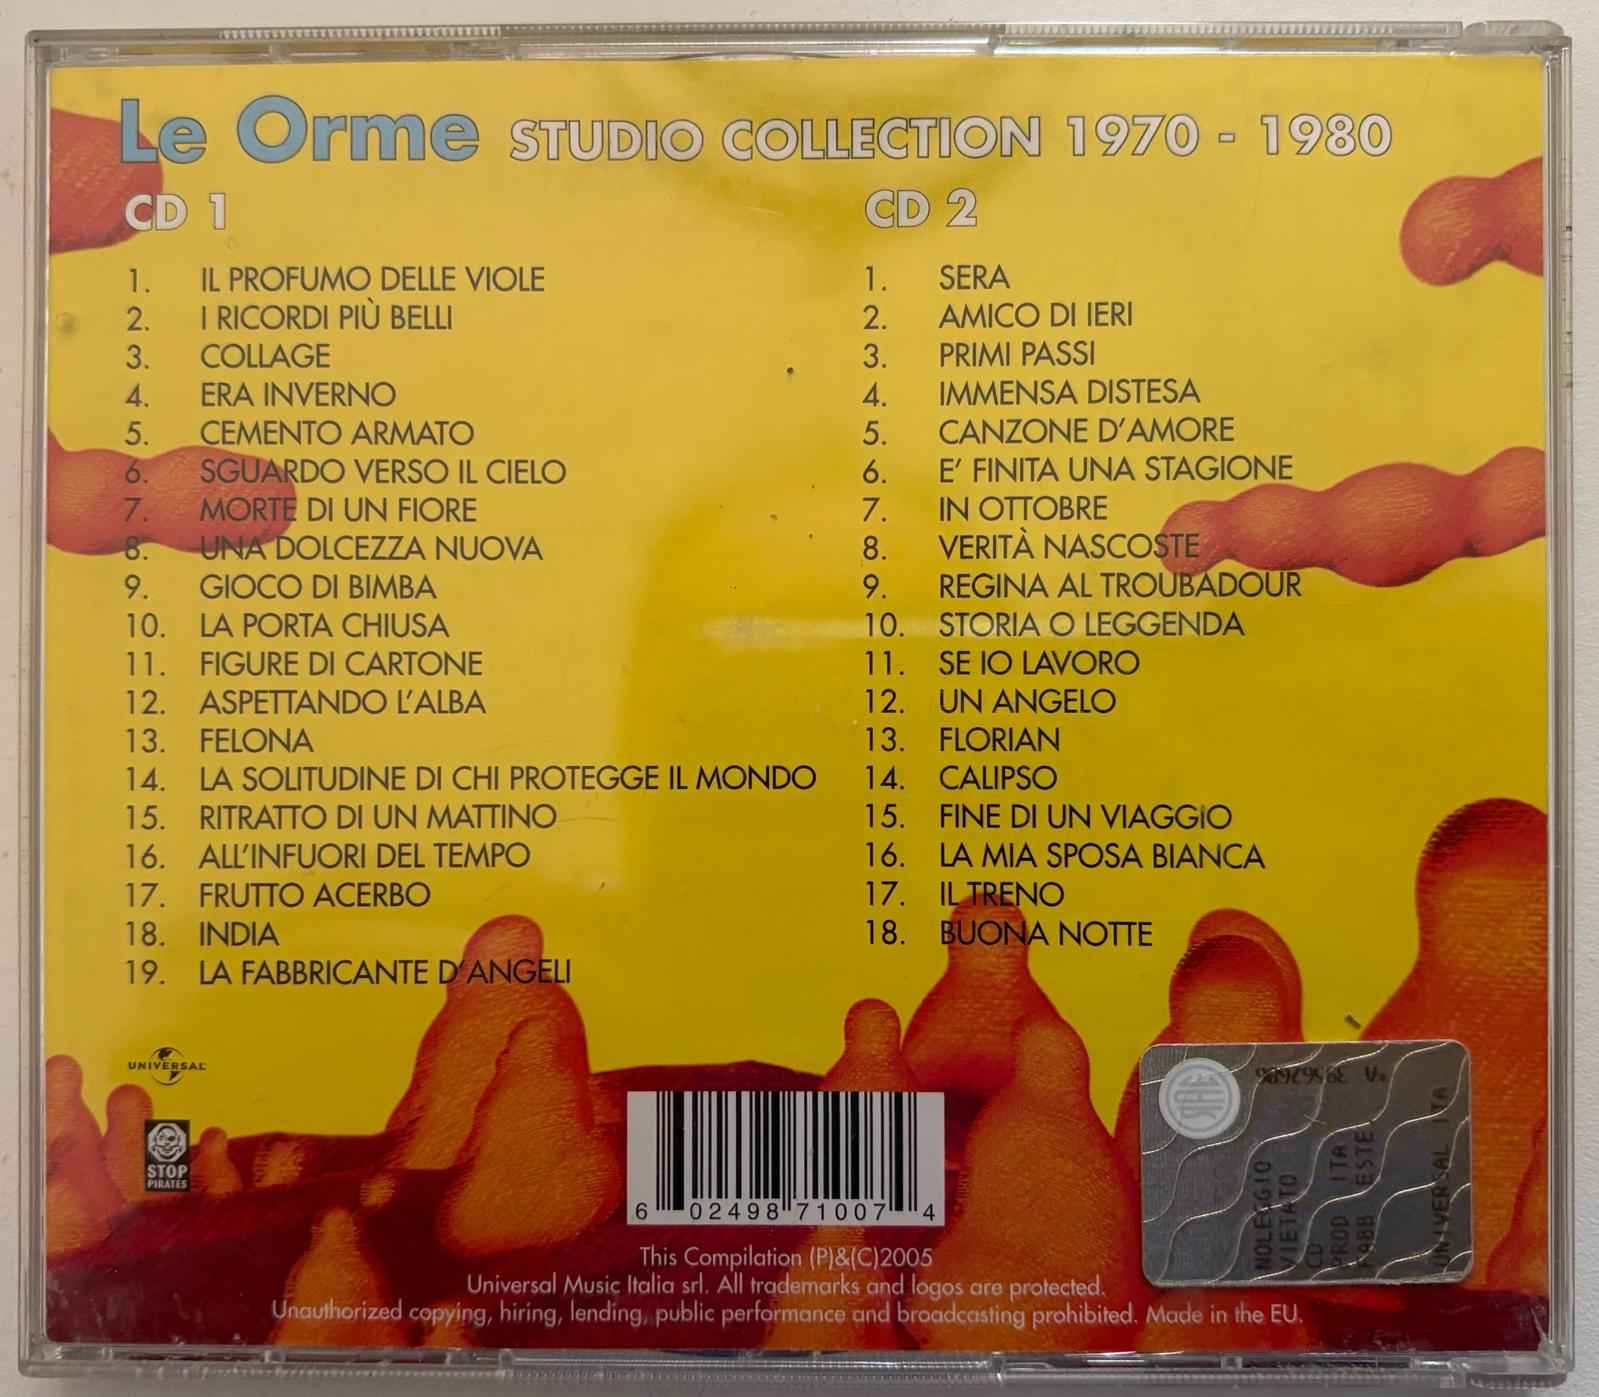 Le Orme STUDIO COLLECTION 1970 - 1980
CD 1
1. IL PROFUMO DELLE VIOLE
2. I RICORDI PIÙ BELLI
3. COLLAGE
4. ERA INVERNO
5. CEMENTO ARMATO
6. SGUARDO VERSO IL CIELO
7. MORTE DI UN FIORE
8. UNA DOLCEZZA NUOVA
9. GIOCO DI BIMBA
10. LA PORTA CHIUSA
11. FIGURE DI CARTONE
12. ASPETTANDO L'ALBA
13. FELONA
14. LA SOLITUDINE DI CHI PROTEGGE IL MONDO
15. RITRATTO DI UN MATTINO
16. ALL'INFUORI DEL TEMPO
17. FRUTTO ACERBO
18. INDIA
19. LA FABBRICANTE D'ANGELI
CD 2
1. SERA
2. AMICO DI IERI
3. PRIMI PASSI
4. IMMENSA DISTESA
5. CANZONE D'AMORE
6. E' FINITA UNA STAGIONE
7. IN OTTOBRE
8. VERITÀ NASCOSTE
9. REGINA AL TROUBADOUR
10. STORIA O LEGGENDA
11. SE IO LAVORO
12. UN ANGELO
13. FLORIAN
14. CALIPSO
15. FINE DI UN VIAGGIO
16. LA MIA SPOSA BIANCA
17. IL TRENO
18. BUONA NOTTE
UNIVERSAL
STOP
PIRATES
6 02498 71007 4
This Compilation (P)&(C)2005
Universal Music Italia srl. All trademarks and logos are protected.
Unauthorized copying, hiring, lending, public performance and broadcasting prohibited. Made in the EU.
NOLEGGIO
VIETATO
CD
PROD ITA
FABB ESTE
UNIVERSAL ITA